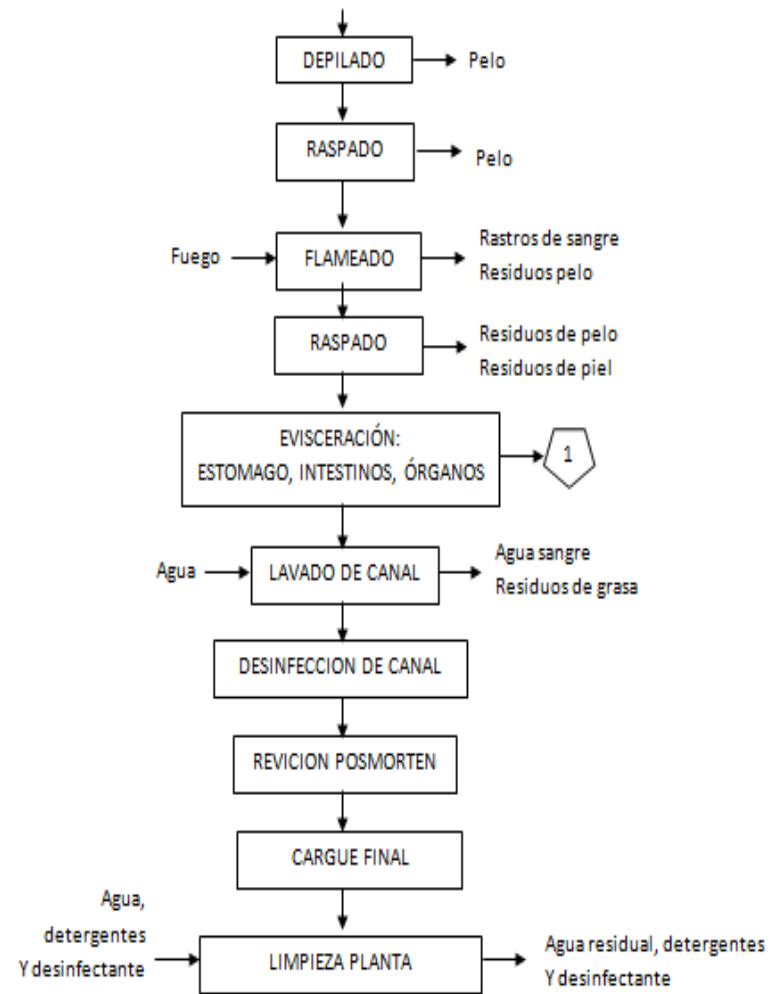 DEPILADO
Pelo
RASPADO
Pelo
Fuego
FLAMEADO
Rastros de sangre
Residuos pelo
RASPADO
Residuos de pelo
Residuos de piel
EVISCERACIÓN:
ESTOMAGO, INTESTINOS, ÓRGANOS
1
Agua
LAVADO DE CANAL
Agua sangre
Residuos de grasa
DESINFECCION DE CANAL
REVICION POSMORTEN
CARGUE FINAL
Agua,
detergentes
Y desinfectante
LIMPIEZA PLANTA
Agua residual, detergentes
Y desinfectante